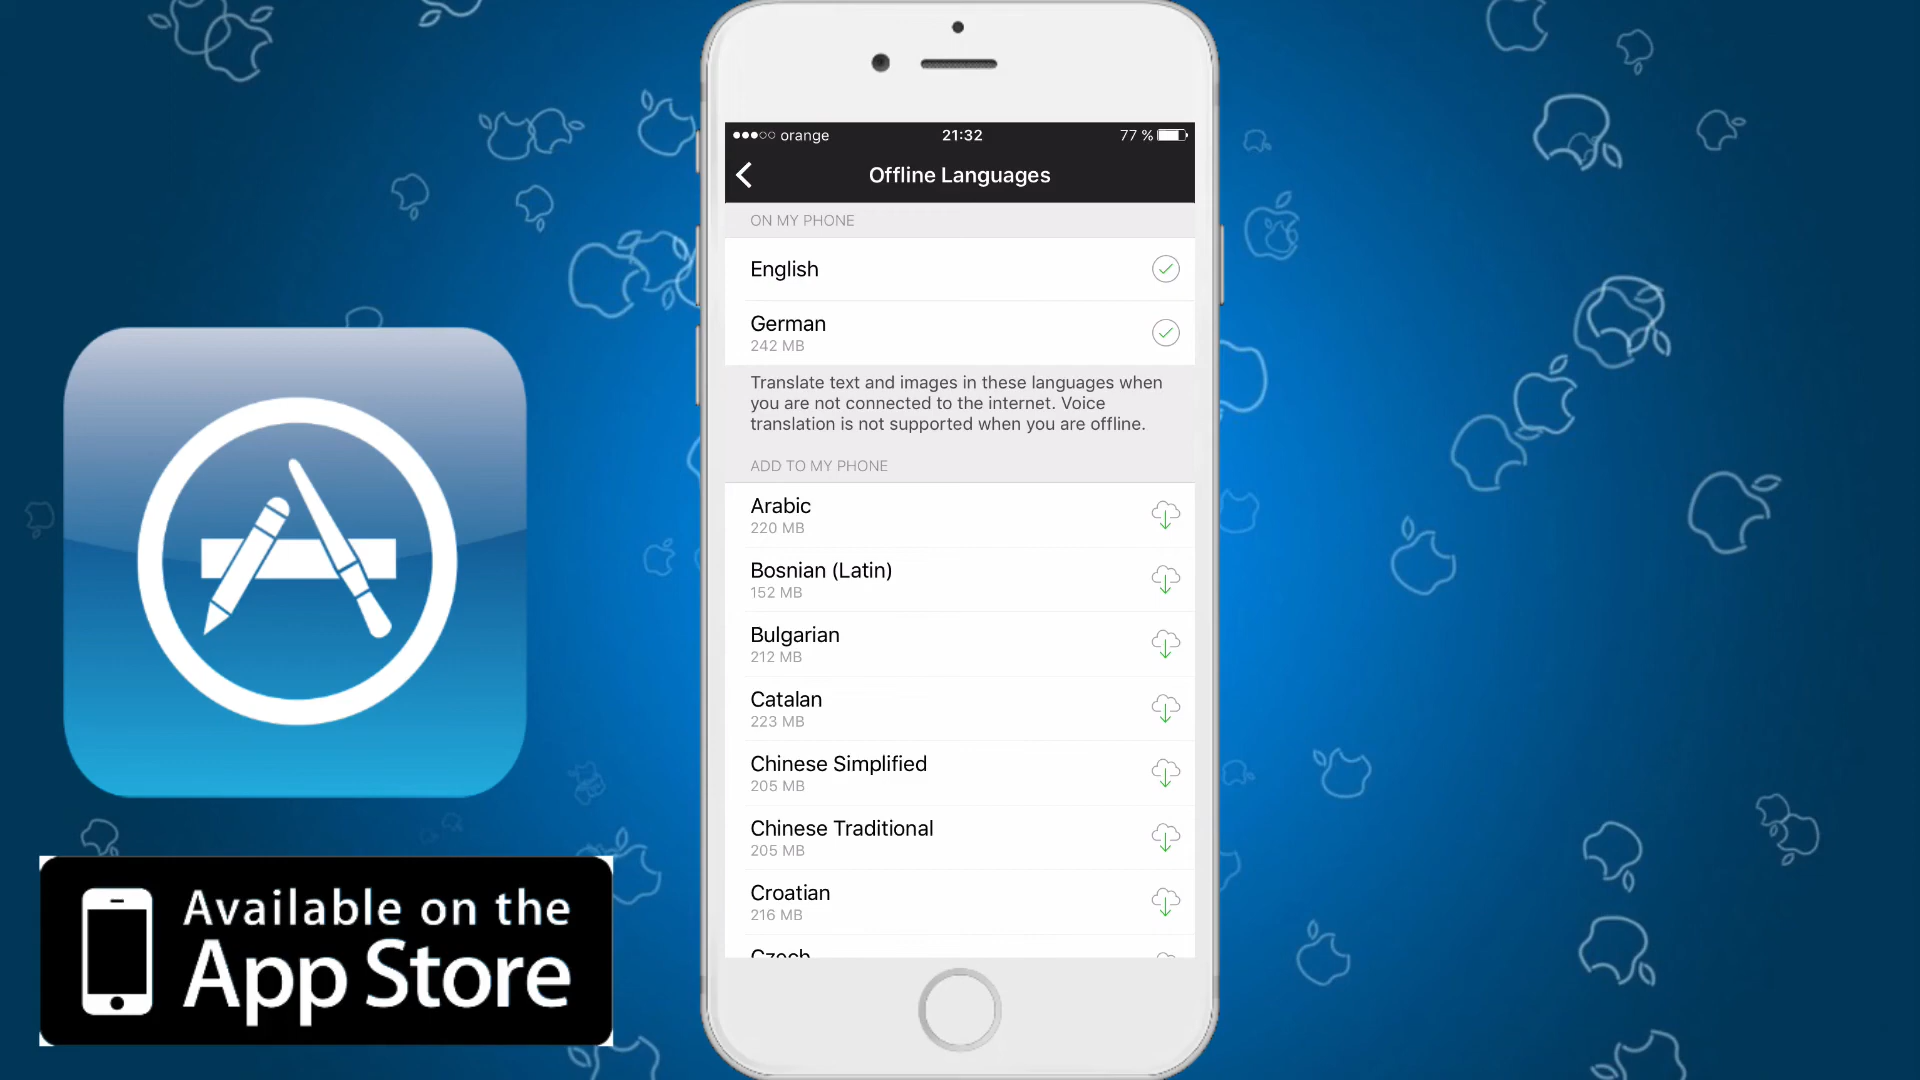 ●●●○○ orange 21:32 77 %
Offline Languages
ON MY PHONE
English
German
242 MB
Translate text and images in these languages when
you are not connected to the internet. Voice
translation is not supported when you are offline.
ADD TO MY PHONE
Arabic
220 MB
Bosnian (Latin)
152 MB
Bulgarian
212 MB
Catalan
223 MB
Chinese Simplified
205 MB
Chinese Traditional
205 MB
Croatian
216 MB
Czech
Available on the
App Store